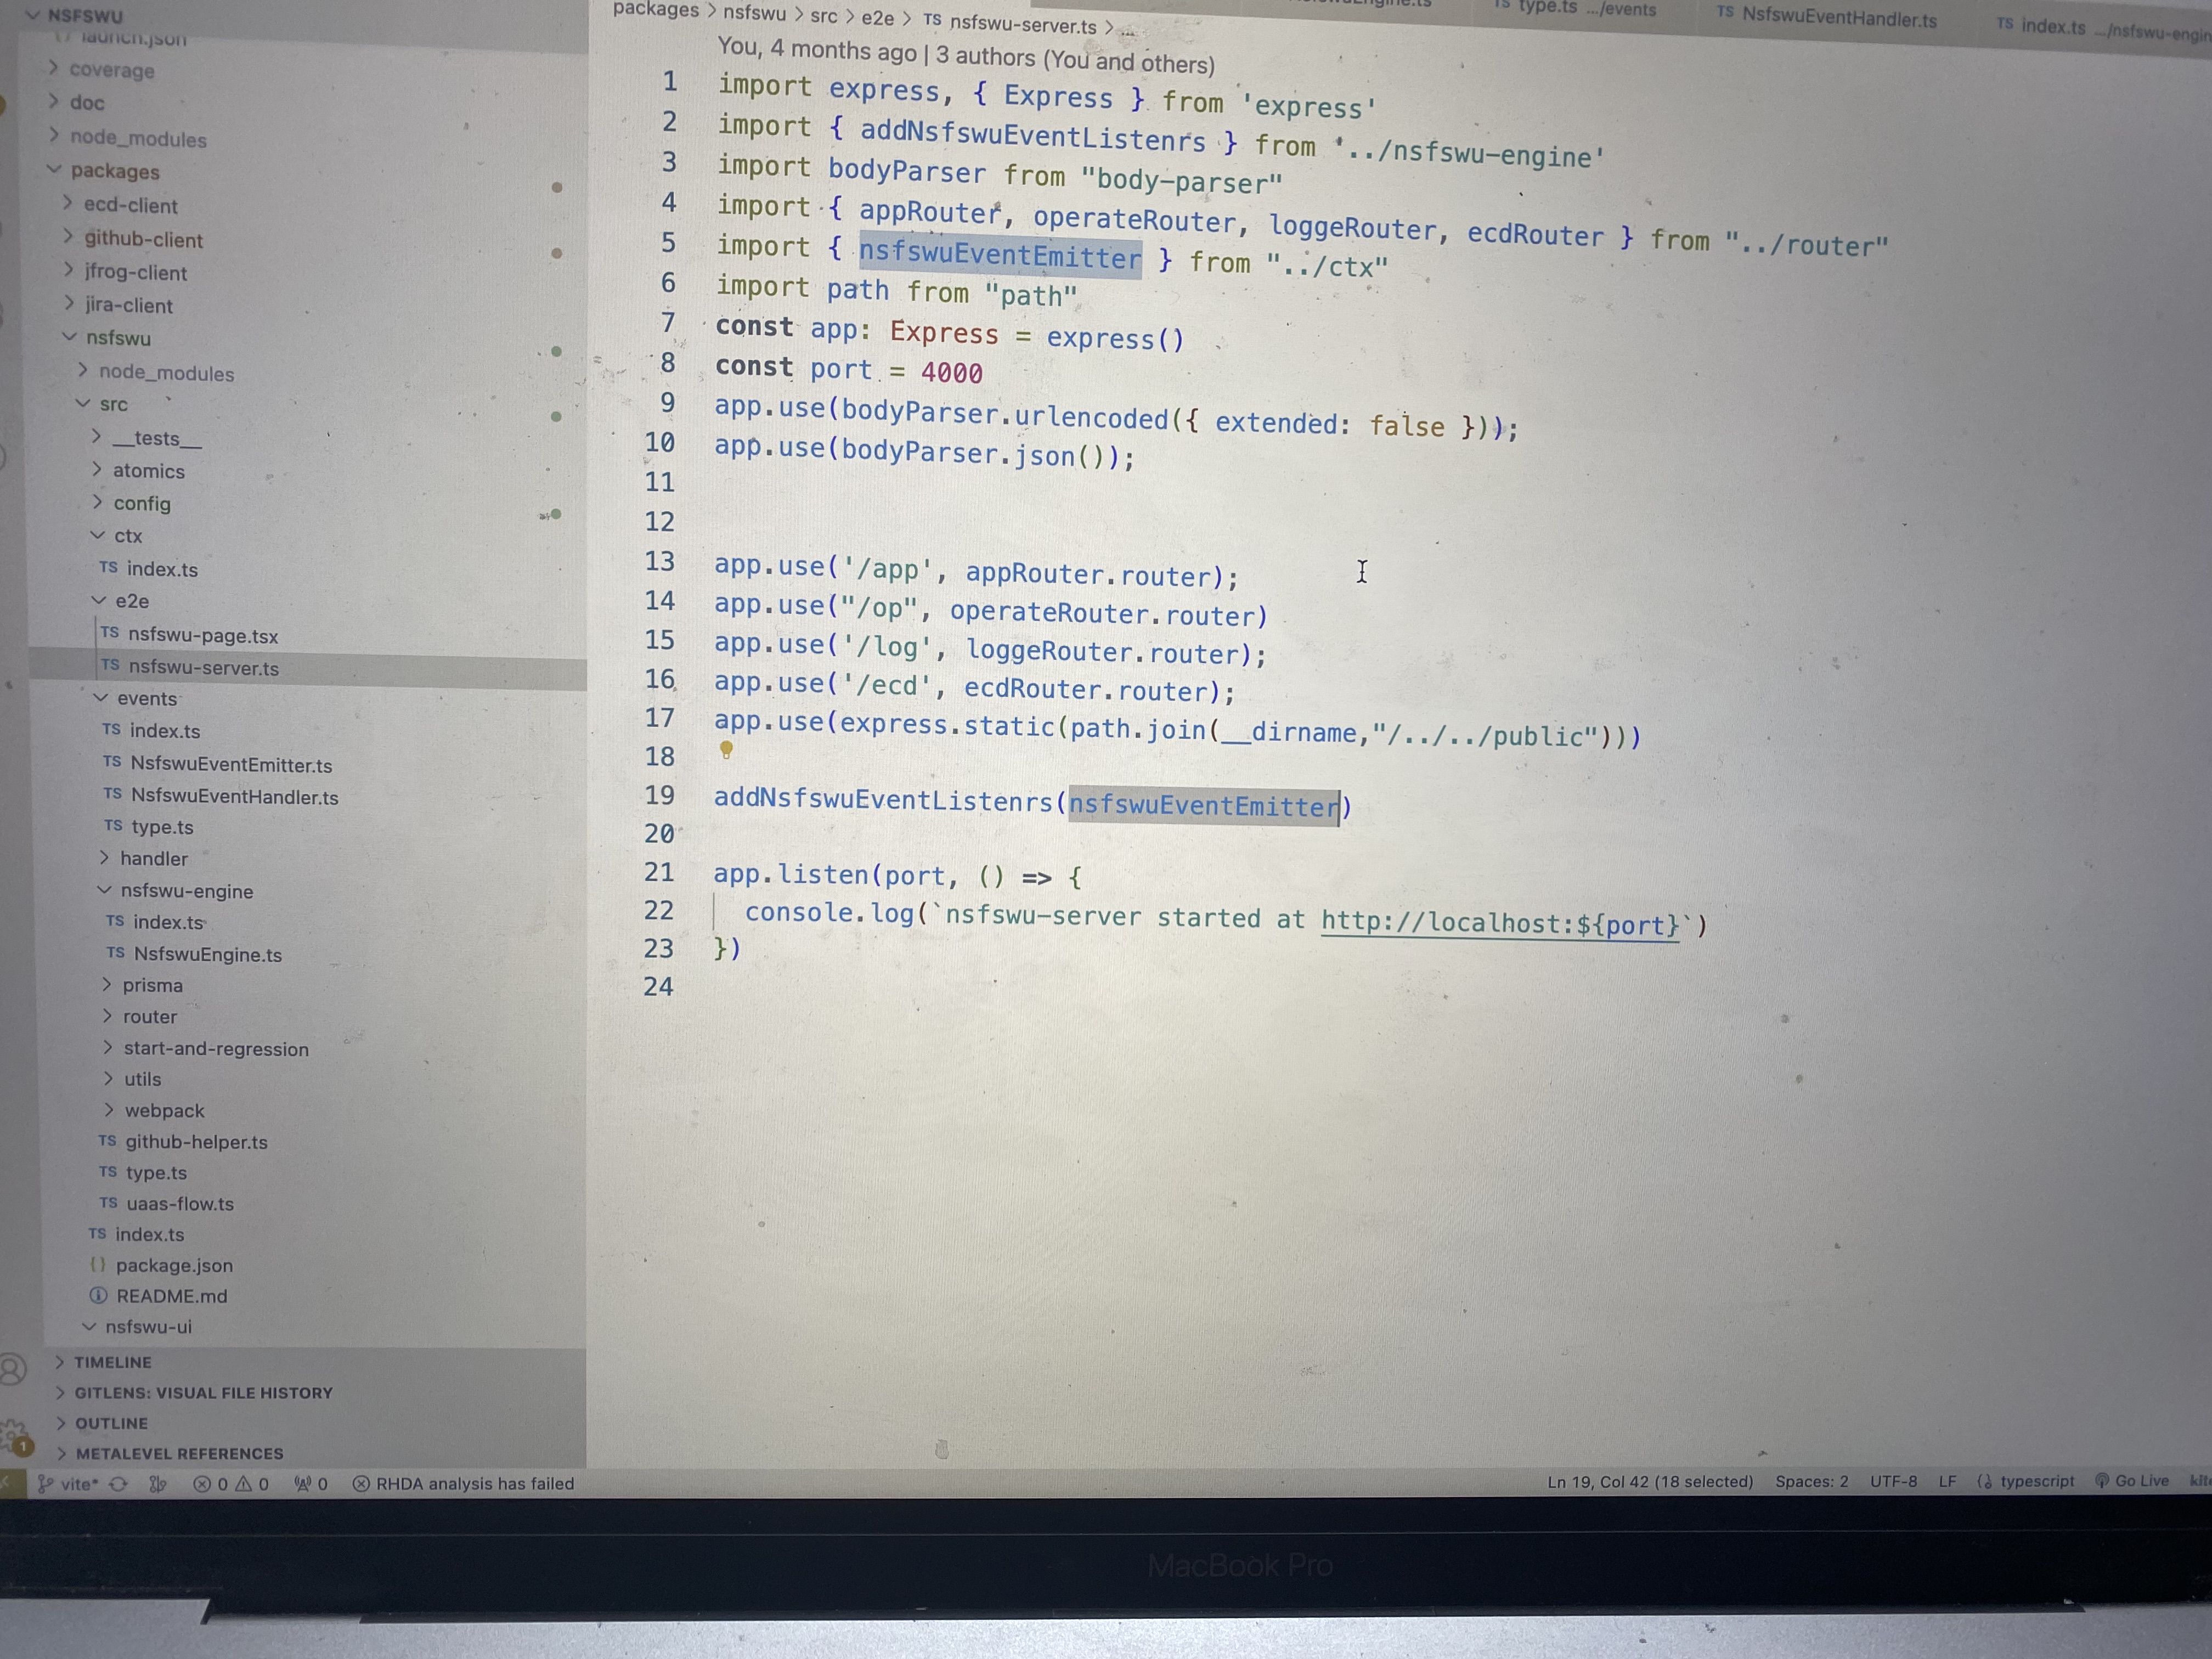 NSFSWU
launch.json
coverage
doc
node_modules
packages
ecd-client
github-client
jfrog-client
jira-client
nsfswu
node_modules
src
__tests__
atomics
config
ctx
TS index.ts
e2e
TS nsfswu-page.tsx
TS nsfswu-server.ts
events
TS index.ts
TS NsfswuEventEmitter.ts
TS NsfswuEventHandler.ts
TS type.ts
handler
nsfswu-engine
TS index.ts
TS NsfswuEngine.ts
prisma
router
start-and-regression
utils
webpack
TS github-helper.ts
TS type.ts
TS uaas-flow.ts
TS index.ts
{} package.json
README.md
nsfswu-ui
TIMELINE
GITLENS: VISUAL FILE HISTORY
OUTLINE
METALEVEL REFERENCES
TS type.ts .../events
TS NsfswuEventHandler.ts
TS index.ts .../nsfswu-engin
packages > nsfswu > src > e2e > TS nsfswu-server.ts > ...
You, 4 months ago | 3 authors (You and others)
1 import express, { Express } from 'express'
2 import { addNsfswuEventListenrs } from '../nsfswu-engine'
3 import bodyParser from "body-parser"
4 import { appRouter, operateRouter, loggeRouter, ecdRouter } from "../router"
5 import { nsfswuEventEmitter } from "../ctx"
6 import path from "path"
7 const app: Express = express()
8 const port = 4000
9 app.use(bodyParser.urlencoded({ extended: false }));
10 app.use(bodyParser.json());
11
12
13 app.use('/app', appRouter.router);
14 app.use("/op", operateRouter.router)
15 app.use('/log', loggeRouter.router);
16 app.use('/ecd', ecdRouter.router);
17 app.use(express.static(path.join(__dirname,"/../../public")))
18
19 addNsfswuEventListenrs(nsfswuEventEmitter)
20
21 app.listen(port, () => {
22 console.log(`nsfswu-server started at http://localhost:${port}`)
23 })
24
1
vite* 0 0 0 RHDA analysis has failed
Ln 19, Col 42 (18 selected) Spaces: 2 UTF-8 LF typescript Go Live
MacBook Pro